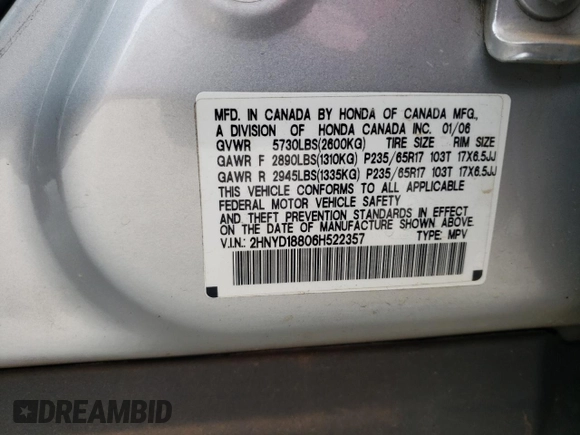 MFD. IN CANADA BY HONDA OF CANADA MFG.,
A DIVISION OF HONDA CANADA INC. 01/06
GVWR 5730LBS(2600KG) TIRE SIZE RIM SIZE
GAWR F 2890LBS(1310KG) P235/65R17 103T 17X6.5JJ
GAWR R 2945LBS(1335KG) P235/65R17 103T 17X6.5JJ
THIS VEHICLE CONFORMS TO ALL APPLICABLE
FEDERAL MOTOR VEHICLE SAFETY
AND THEFT PREVENTION STANDARDS IN EFFECT
ON THE DATE OF MANUFACTURE SHOWN ABOVE.
V.I.N.: 2HNYD18806H522357 TYPE: MPV
DREAMBID